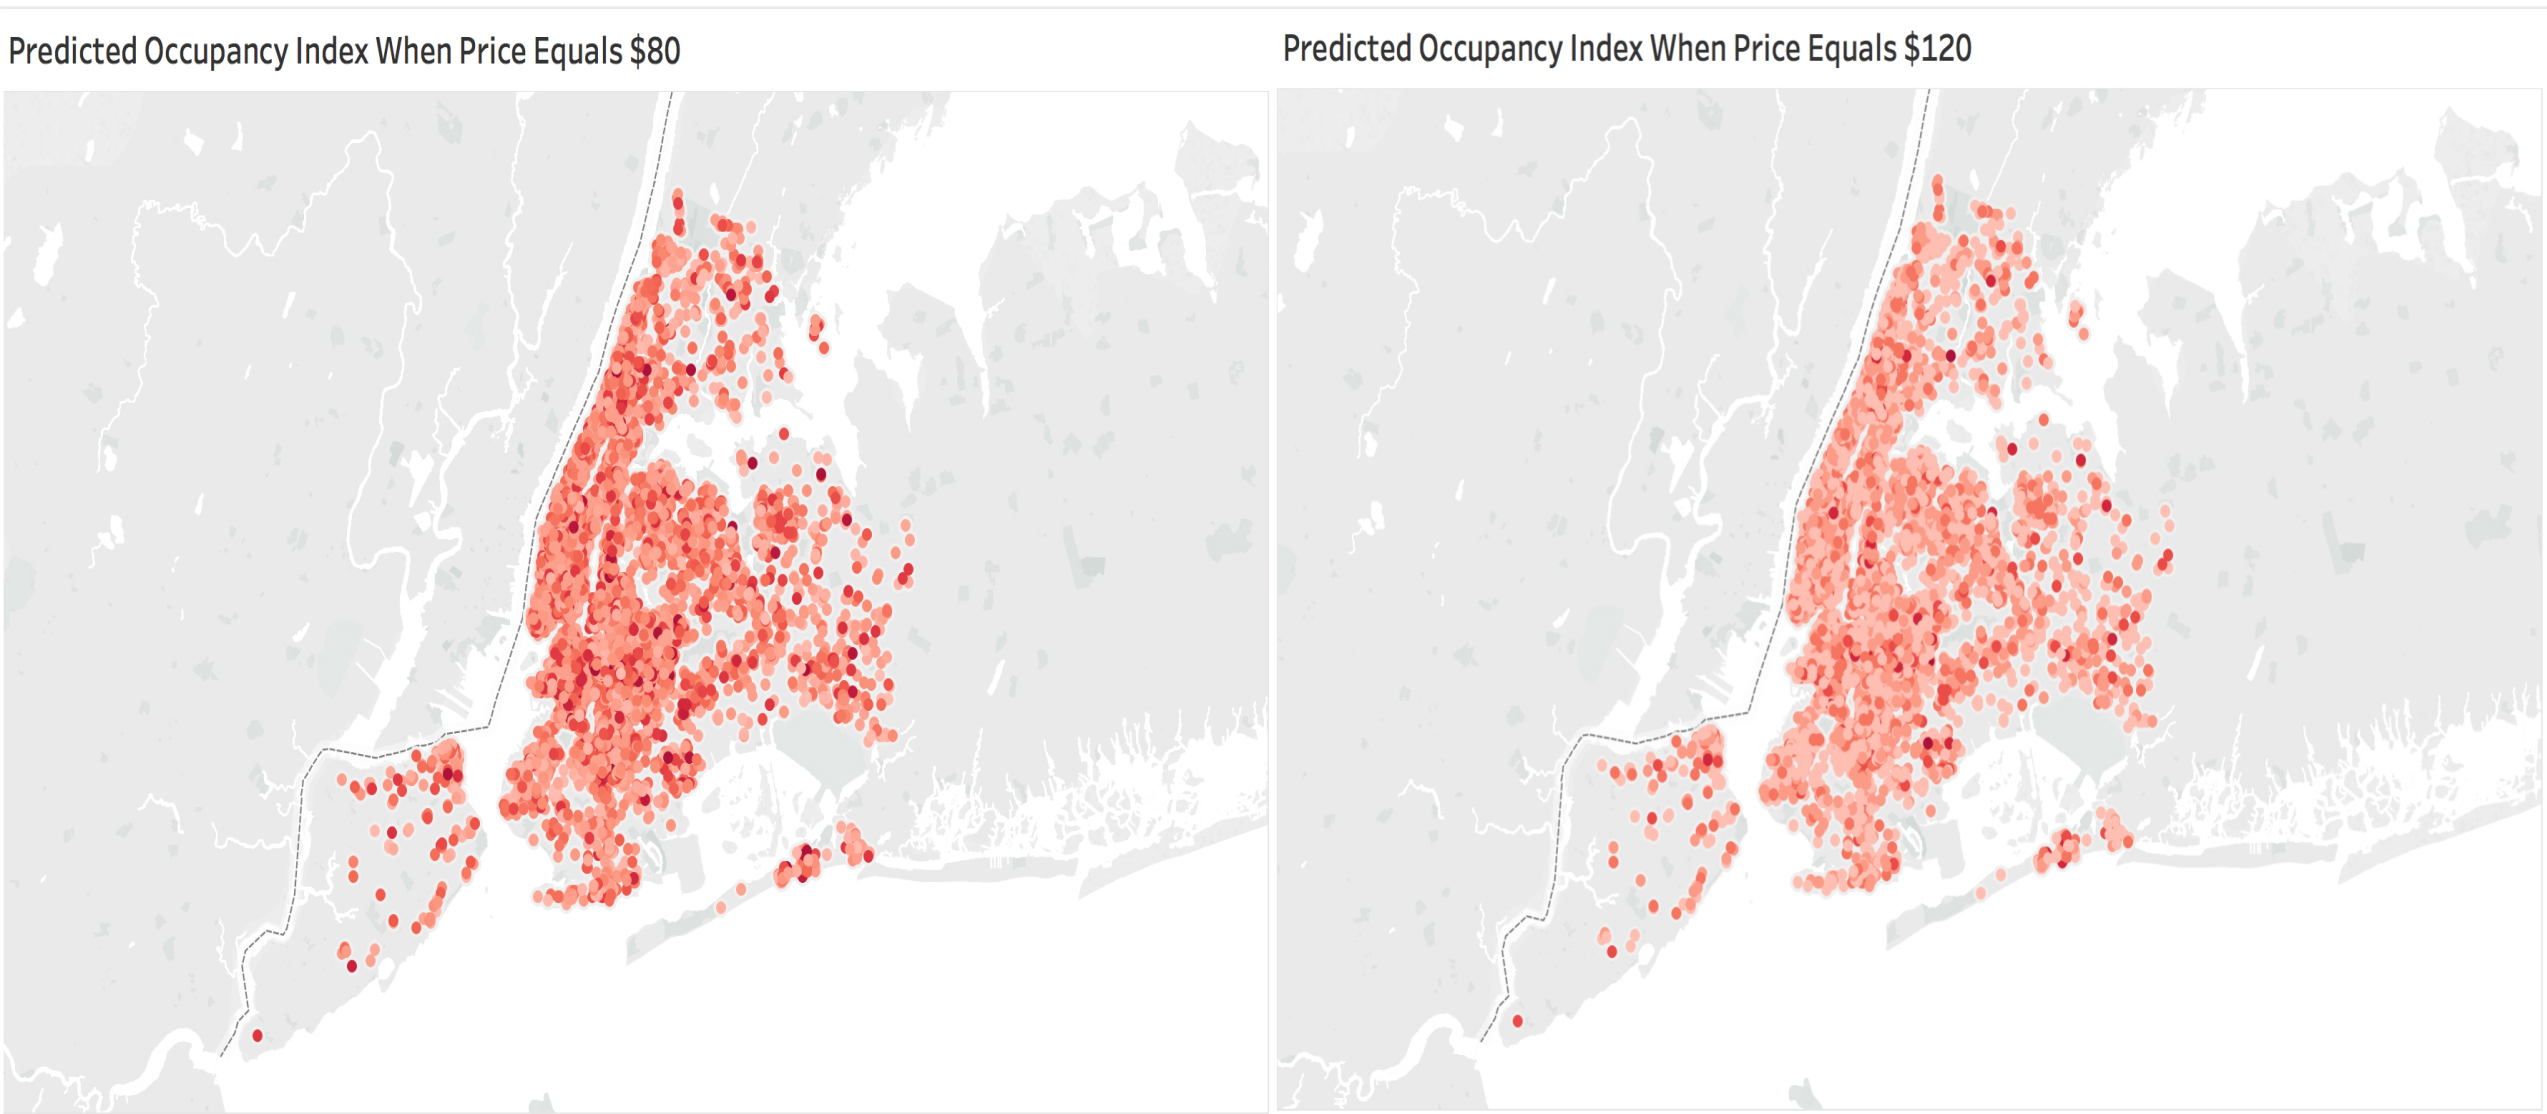 Predicted Occupancy Index When Price Equals $80
Predicted Occupancy Index When Price Equals $120